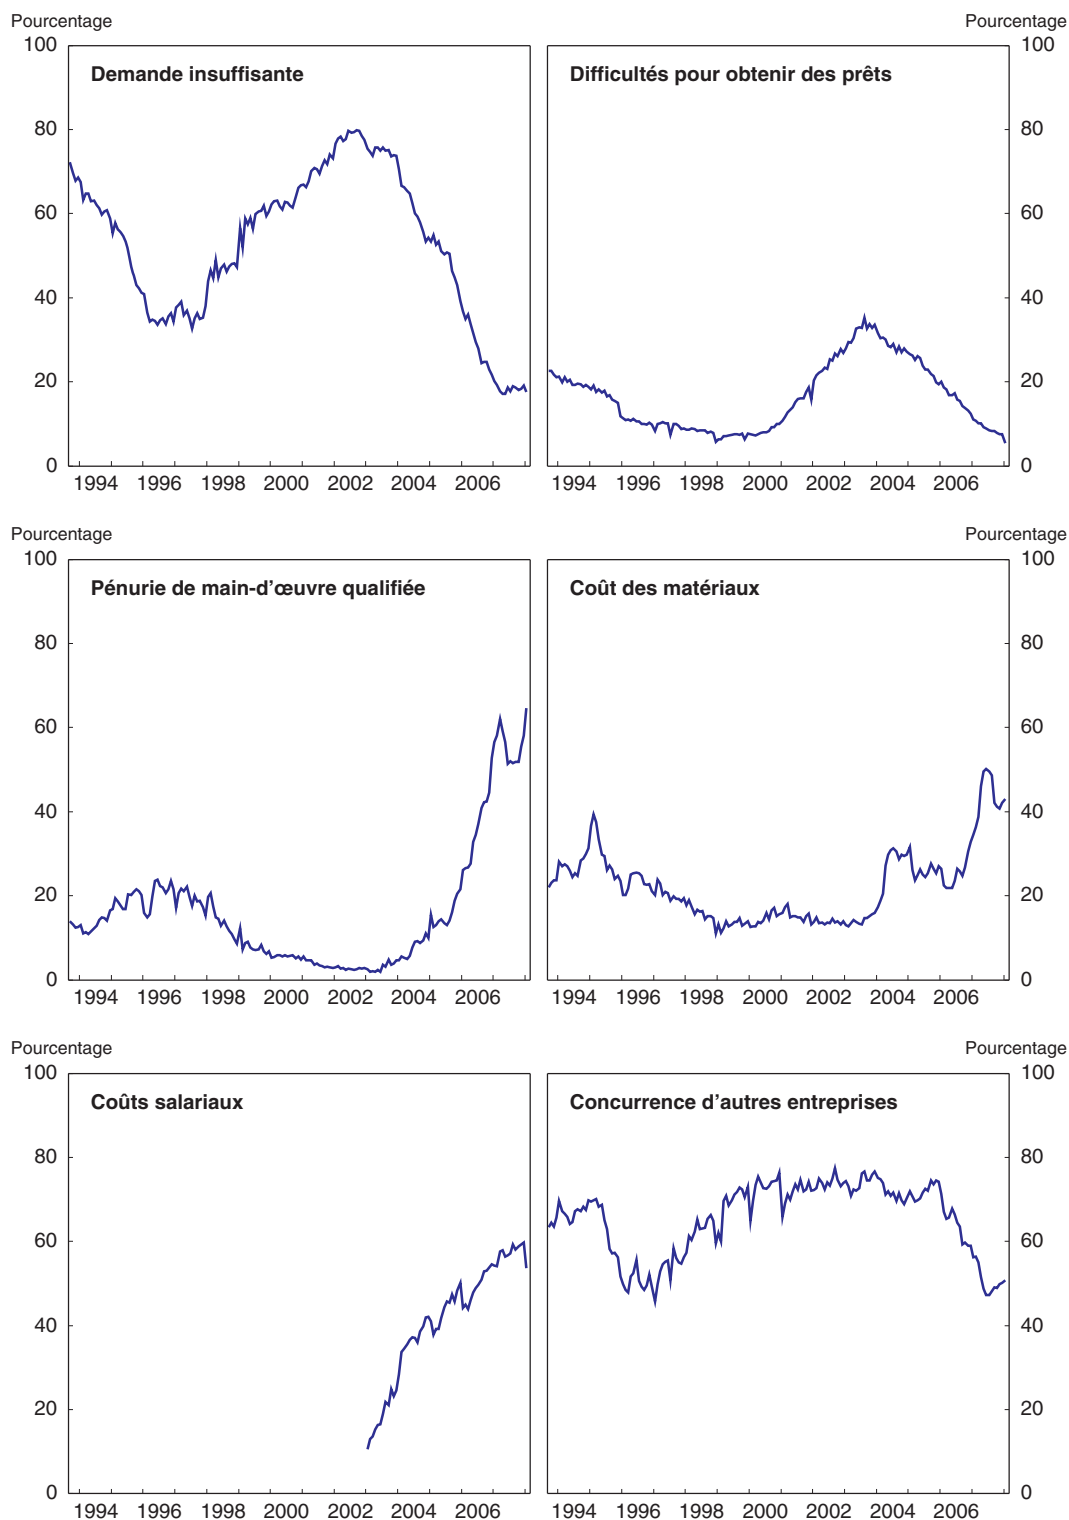 Pourcentage Pourcentage
100 100
Demande insuffisante Difficultés pour obtenir des prêts
80 80
60 60
40 40
20 20
0 0
1994 1996 1998 2000 2002 2004 2006 1994 1996 1998 2000 2002 2004 2006
Pourcentage Pourcentage
100 100
Pénurie de main-d'œuvre qualifiée Coût des matériaux
80 80
60 60
40 40
20 20
0 0
1994 1996 1998 2000 2002 2004 2006 1994 1996 1998 2000 2002 2004 2006
Pourcentage Pourcentage
100 100
Coûts salariaux Concurrence d'autres entreprises
80 80
60 60
40 40
20 20
0 0
1994 1996 1998 2000 2002 2004 2006 1994 1996 1998 2000 2002 2004 2006